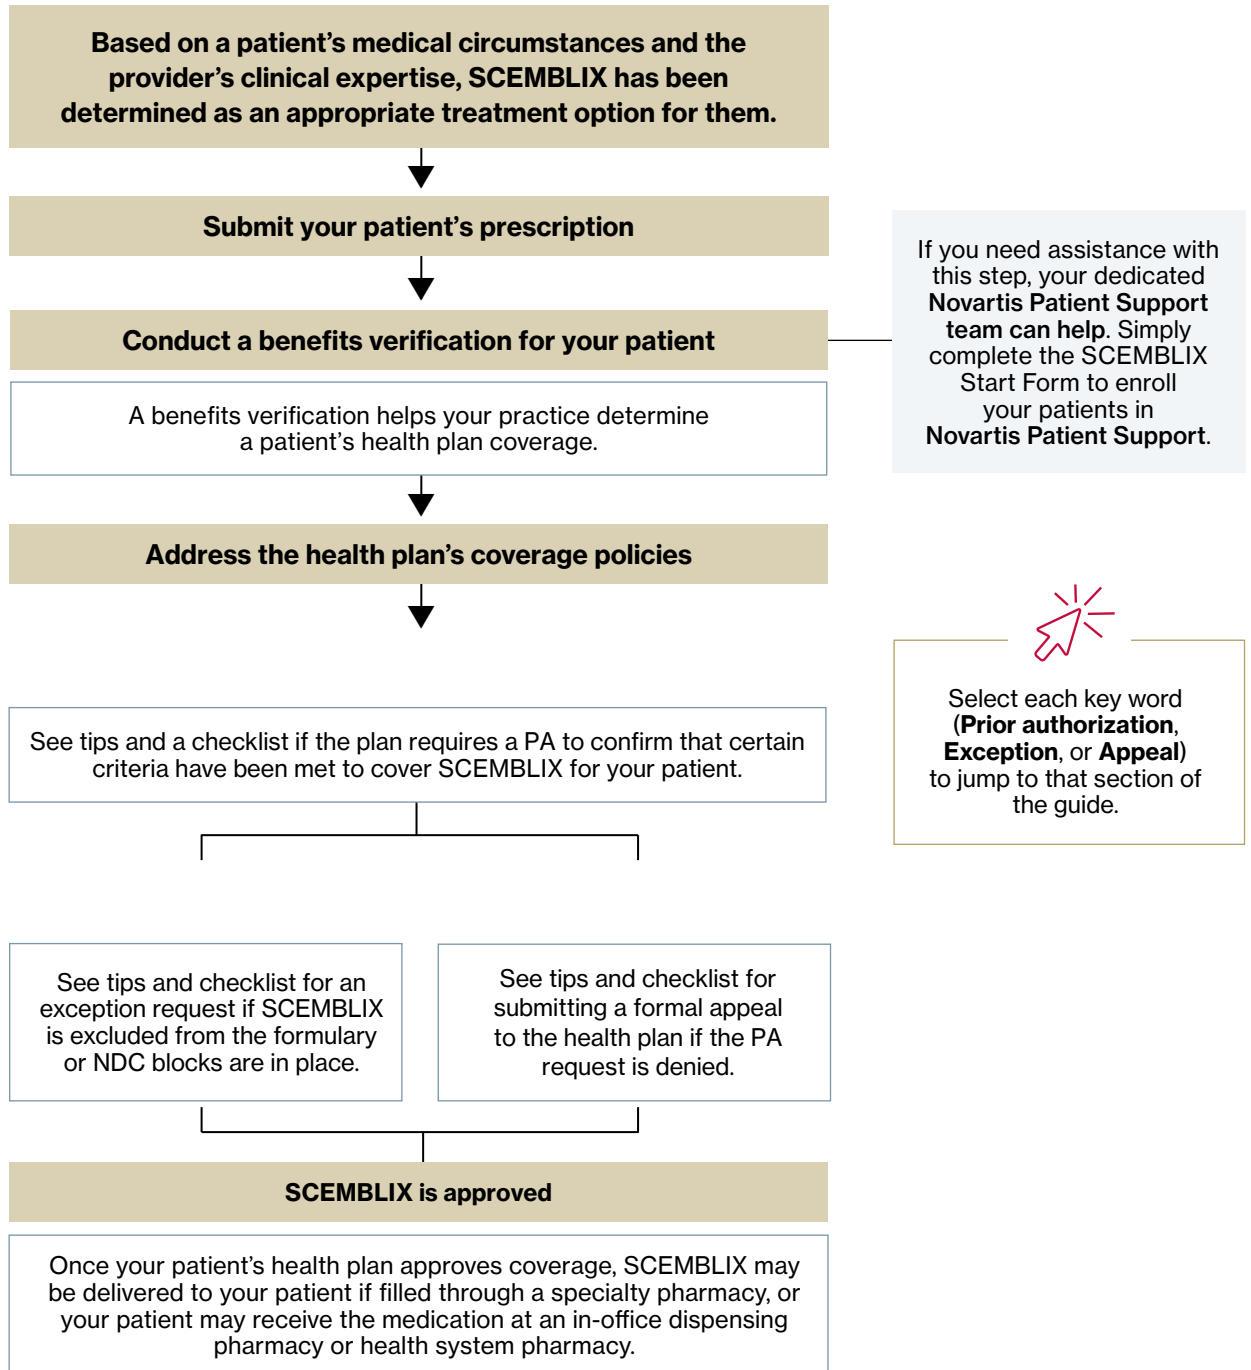 Based on a patient’s medical circumstances and the
provider’s clinical expertise, SCEMBLIX has been
determined as an appropriate treatment option for them.
Submit your patient’s prescription
Conduct a benefits verification for your patient
A benefits verification helps your practice determine
a patient’s health plan coverage.
If you need assistance with
this step, your dedicated
Novartis Patient Support
team can help. Simply
complete the SCEMBLIX
Start Form to enroll
your patients in
Novartis Patient Support.
Address the health plan’s coverage policies
See tips and a checklist if the plan requires a PA to confirm that certain
criteria have been met to cover SCEMBLIX for your patient.
Select each key word
(Prior authorization,
Exception, or Appeal)
to jump to that section of
the guide.
See tips and checklist for an
exception request if SCEMBLIX
is excluded from the formulary
or NDC blocks are in place.
See tips and checklist for
submitting a formal appeal
to the health plan if the PA
request is denied.
SCEMBLIX is approved
Once your patient’s health plan approves coverage, SCEMBLIX may
be delivered to your patient if filled through a specialty pharmacy, or
your patient may receive the medication at an in-office dispensing
pharmacy or health system pharmacy.